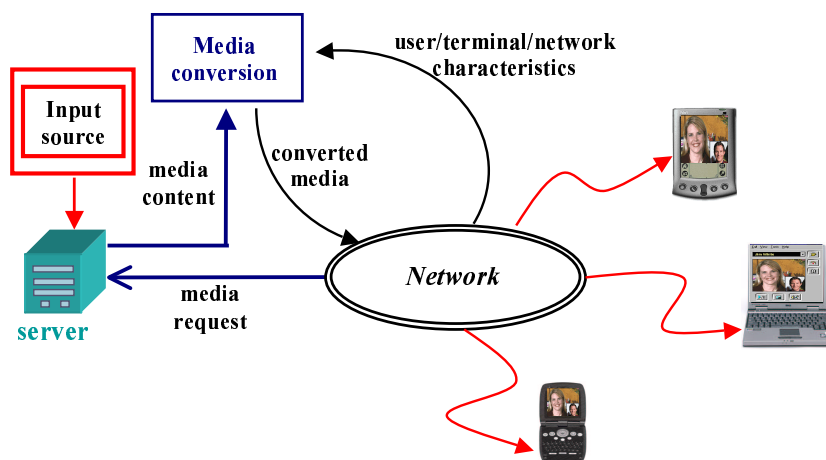 Media
conversion
user/terminal/network
characteristics
Input
source
media
content
converted
media
Network
media
request
server